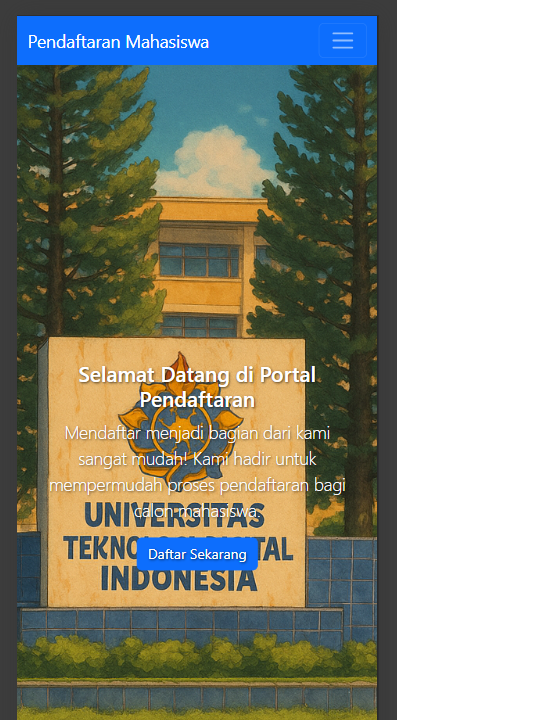 Pendaftaran Mahasiswa
Selamat Datang di Portal
Pendaftaran
Mendaftar menjadi bagian dari kami
sangat mudah! Kami hadir untuk
mempermudah proses pendaftaran bagi
calon mahasiswa.
UNIVERSITAS
TEKNOLOGI DIGITAL
Daftar Sekarang
INDONESIA